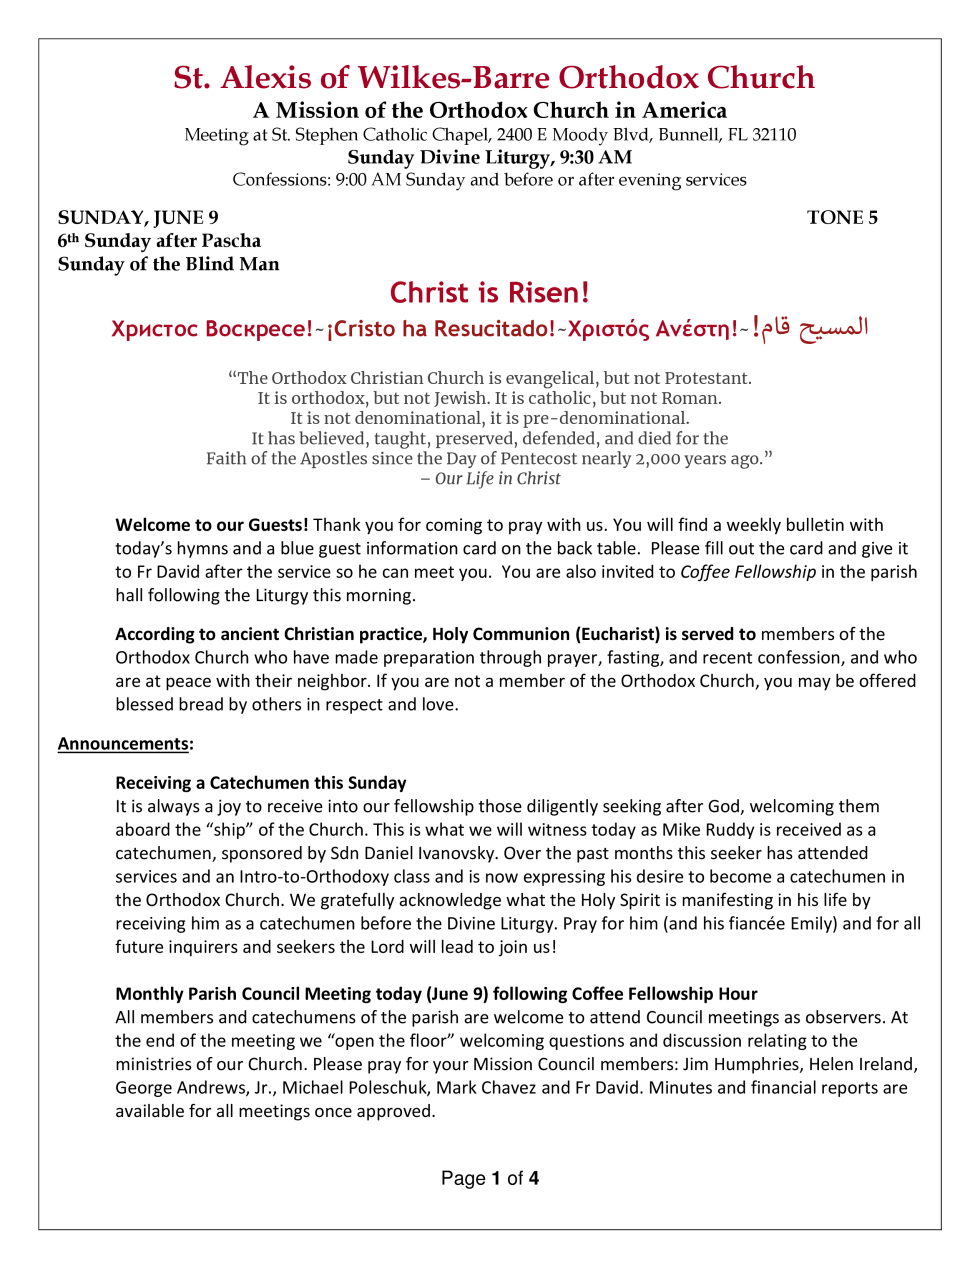 St. Alexis of Wilkes-Barre Orthodox Church
A Mission of the Orthodox Church in America
Meeting at St. Stephen Catholic Chapel, 2400 E Moody Blvd, Bunnell, FL 32110
Sunday Divine Liturgy, 9:30 AM
Confessions: 9:00 AM Sunday and before or after evening services
SUNDAY, JUNE 9 TONE 5
6th Sunday after Pascha
Sunday of the Blind Man
Christ is Risen!
Христос Воскресе!~¡Cristo ha Resucitado!~Χριστός Ανέστη!~!المسيح قام
“The Orthodox Christian Church is evangelical, but not Protestant.
It is orthodox, but not Jewish. It is catholic, but not Roman.
It is not denominational, it is pre-denominational.
It has believed, taught, preserved, defended, and died for the
Faith of the Apostles since the Day of Pentecost nearly 2,000 years ago.”
– Our Life in Christ
Welcome to our Guests! Thank you for coming to pray with us. You will find a weekly bulletin with
today’s hymns and a blue guest information card on the back table. Please fill out the card and give it
to Fr David after the service so he can meet you. You are also invited to Coffee Fellowship in the parish
hall following the Liturgy this morning.
According to ancient Christian practice, Holy Communion (Eucharist) is served to members of the
Orthodox Church who have made preparation through prayer, fasting, and recent confession, and who
are at peace with their neighbor. If you are not a member of the Orthodox Church, you may be offered
blessed bread by others in respect and love.
Announcements:
Receiving a Catechumen this Sunday
It is always a joy to receive into our fellowship those diligently seeking after God, welcoming them
aboard the “ship” of the Church. This is what we will witness today as Mike Ruddy is received as a
catechumen, sponsored by Sdn Daniel Ivanovsky. Over the past months this seeker has attended
services and an Intro-to-Orthodoxy class and is now expressing his desire to become a catechumen in
the Orthodox Church. We gratefully acknowledge what the Holy Spirit is manifesting in his life by
receiving him as a catechumen before the Divine Liturgy. Pray for him (and his fiancée Emily) and for all
future inquirers and seekers the Lord will lead to join us!
Monthly Parish Council Meeting today (June 9) following Coffee Fellowship Hour
All members and catechumens of the parish are welcome to attend Council meetings as observers. At
the end of the meeting we “open the floor” welcoming questions and discussion relating to the
ministries of our Church. Please pray for your Mission Council members: Jim Humphries, Helen Ireland,
George Andrews, Jr., Michael Poleschuk, Mark Chavez and Fr David. Minutes and financial reports are
available for all meetings once approved.
Page 1 of 4